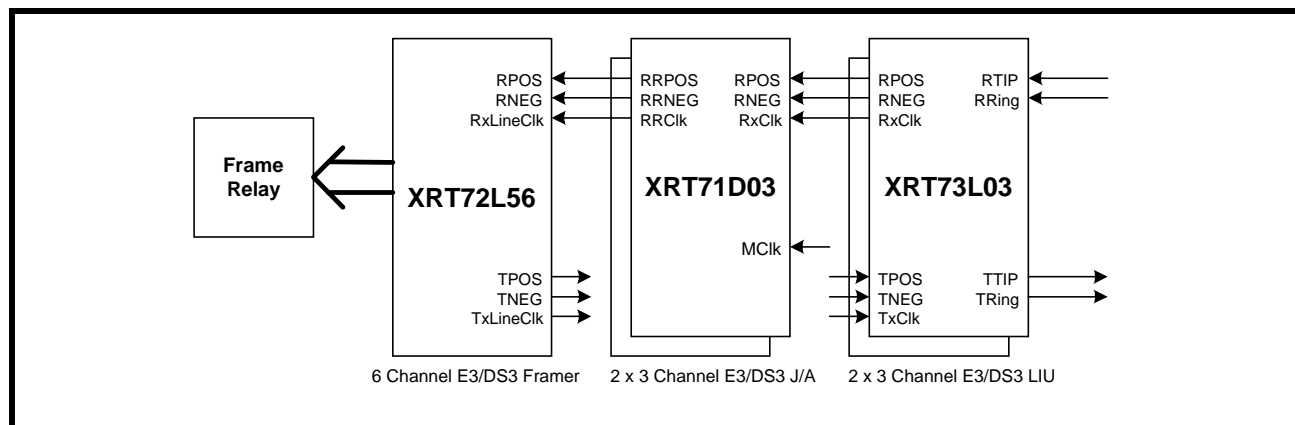 RPOS
RNEG
RxLineClk
RRPOS
RRNEG
RRClk
RPOS
RNEG
RxClk
RPOS
RNEG
RxClk
RTIP
RRing
Frame
Relay
XRT72L56
XRT71D03
XRT73L03
MClk
TPOS
TNEG
TxLineClk
TPOS
TNEG
TxClk
TTIP
TRing
6 Channel E3/DS3 Framer
2 x 3 Channel E3/DS3 J/A
2 x 3 Channel E3/DS3 LIU